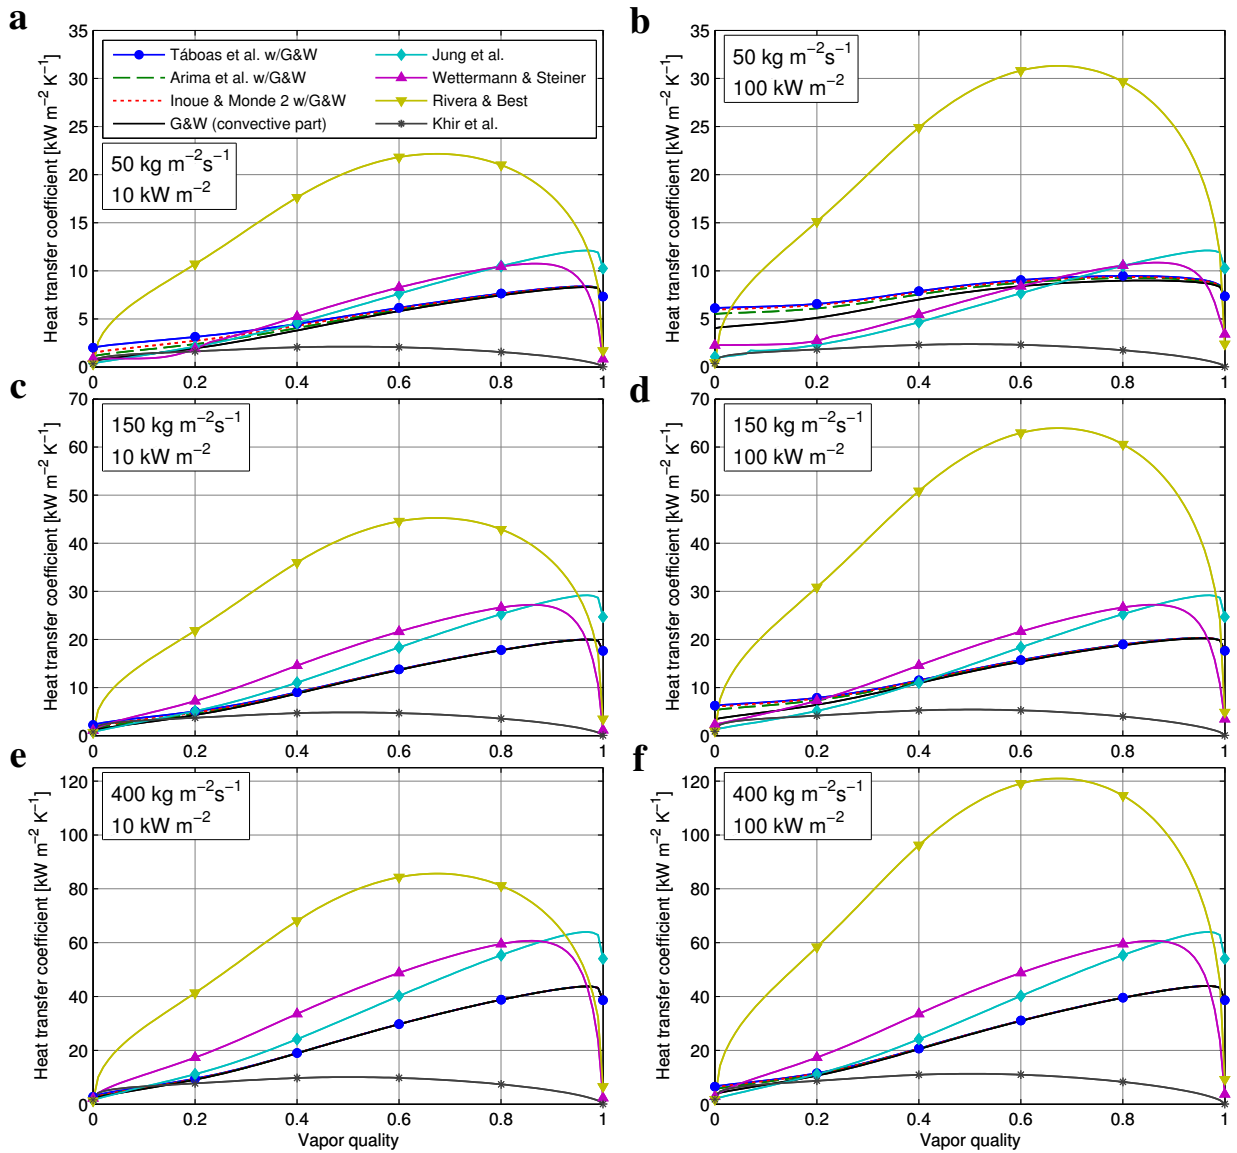 a
Heat transfer coefficient [kW m−2 K−1]
35
30
25
20
15
10
5
0
0 0.2 0.4 0.6 0.8 1
Táboas et al. w/G&W
Arima et al. w/G&W
Inoue & Monde 2 w/G&W
G&W (convective part)
Jung et al.
Wettermann & Steiner
Rivera & Best
Khir et al.
50 kg m−2s−1
10 kW m−2
b
Heat transfer coefficient [kW m−2 K−1]
35
30
25
20
15
10
5
0
0 0.2 0.4 0.6 0.8 1
50 kg m−2s−1
100 kW m−2
c
Heat transfer coefficient [kW m−2 K−1]
70
60
50
40
30
20
10
0
0 0.2 0.4 0.6 0.8 1
150 kg m−2s−1
10 kW m−2
d
Heat transfer coefficient [kW m−2 K−1]
70
60
50
40
30
20
10
0
0 0.2 0.4 0.6 0.8 1
150 kg m−2s−1
100 kW m−2
e
Heat transfer coefficient [kW m−2 K−1]
120
100
80
60
40
20
0
0 0.2 0.4 0.6 0.8 1
Vapor quality
400 kg m−2s−1
10 kW m−2
f
Heat transfer coefficient [kW m−2 K−1]
120
100
80
60
40
20
0
0 0.2 0.4 0.6 0.8 1
Vapor quality
400 kg m−2s−1
100 kW m−2